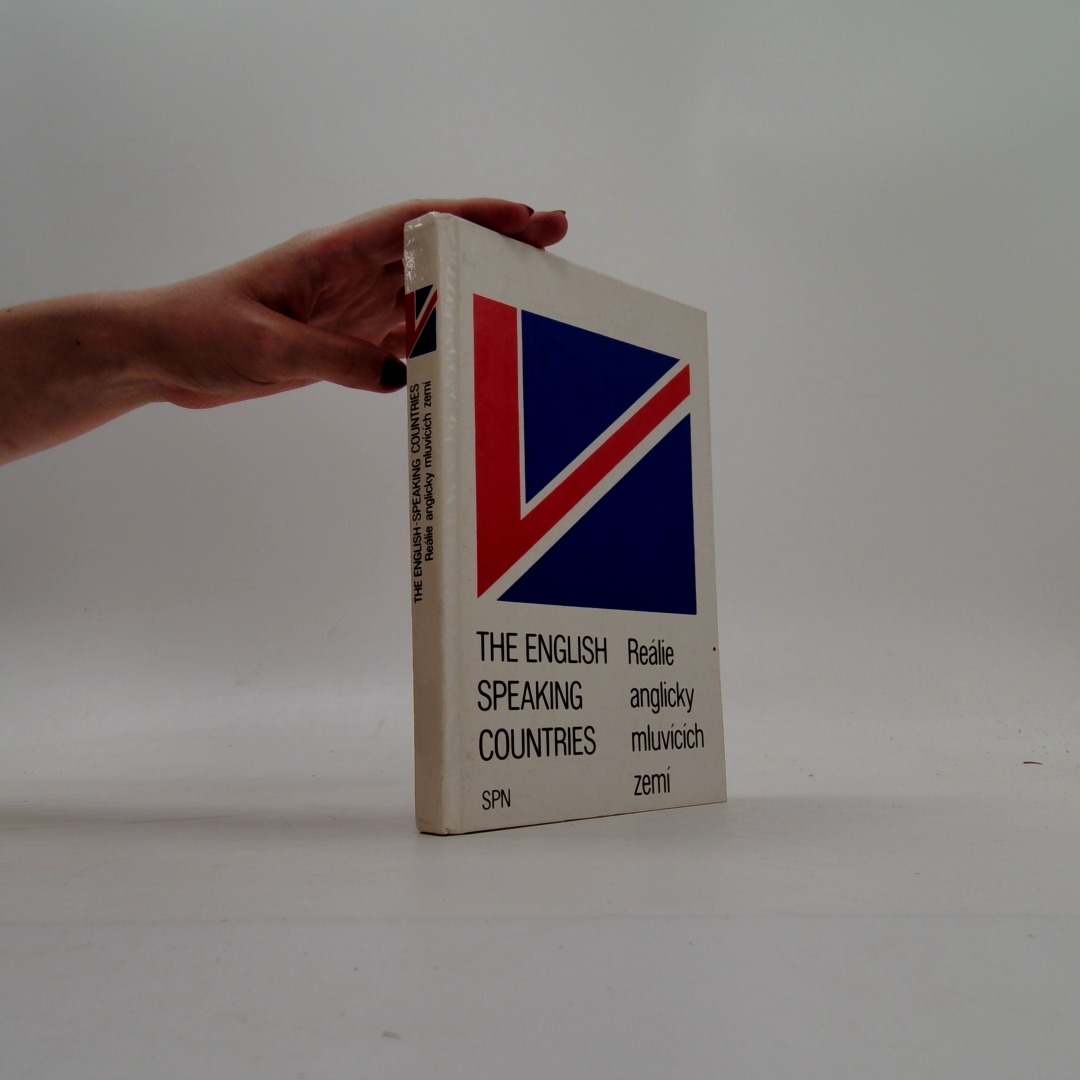 THE ENGLISH-SPEAKING COUNTRIES
Reálie anglicky mluvících zemí
THE ENGLISH
SPEAKING
COUNTRIES
Reálie
anglicky
mluvících
zemí
SPN